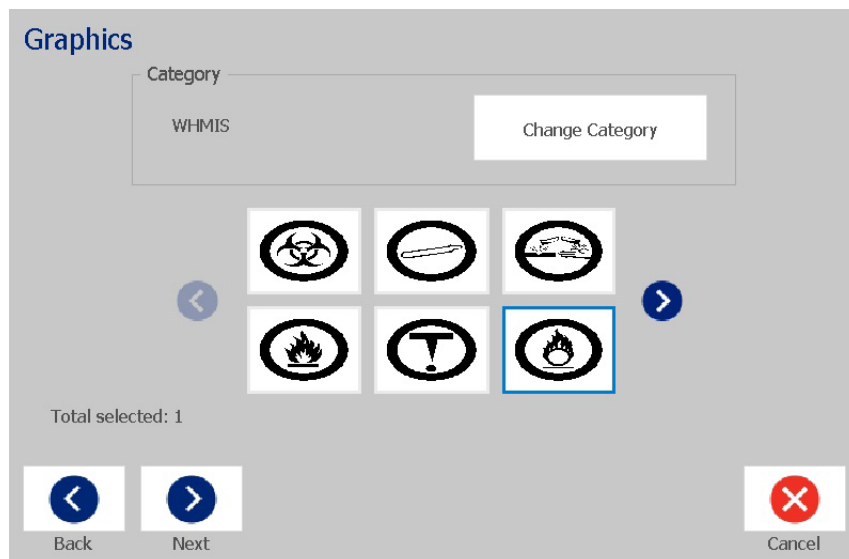 Graphics
Category
WHMIS
Change Category
Total selected: 1
Back
Next
Cancel